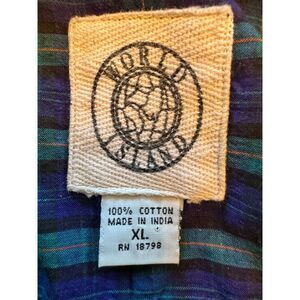 WORLD
ISLAND
100% COTTON
MADE IN INDIA
XL
RN 18798